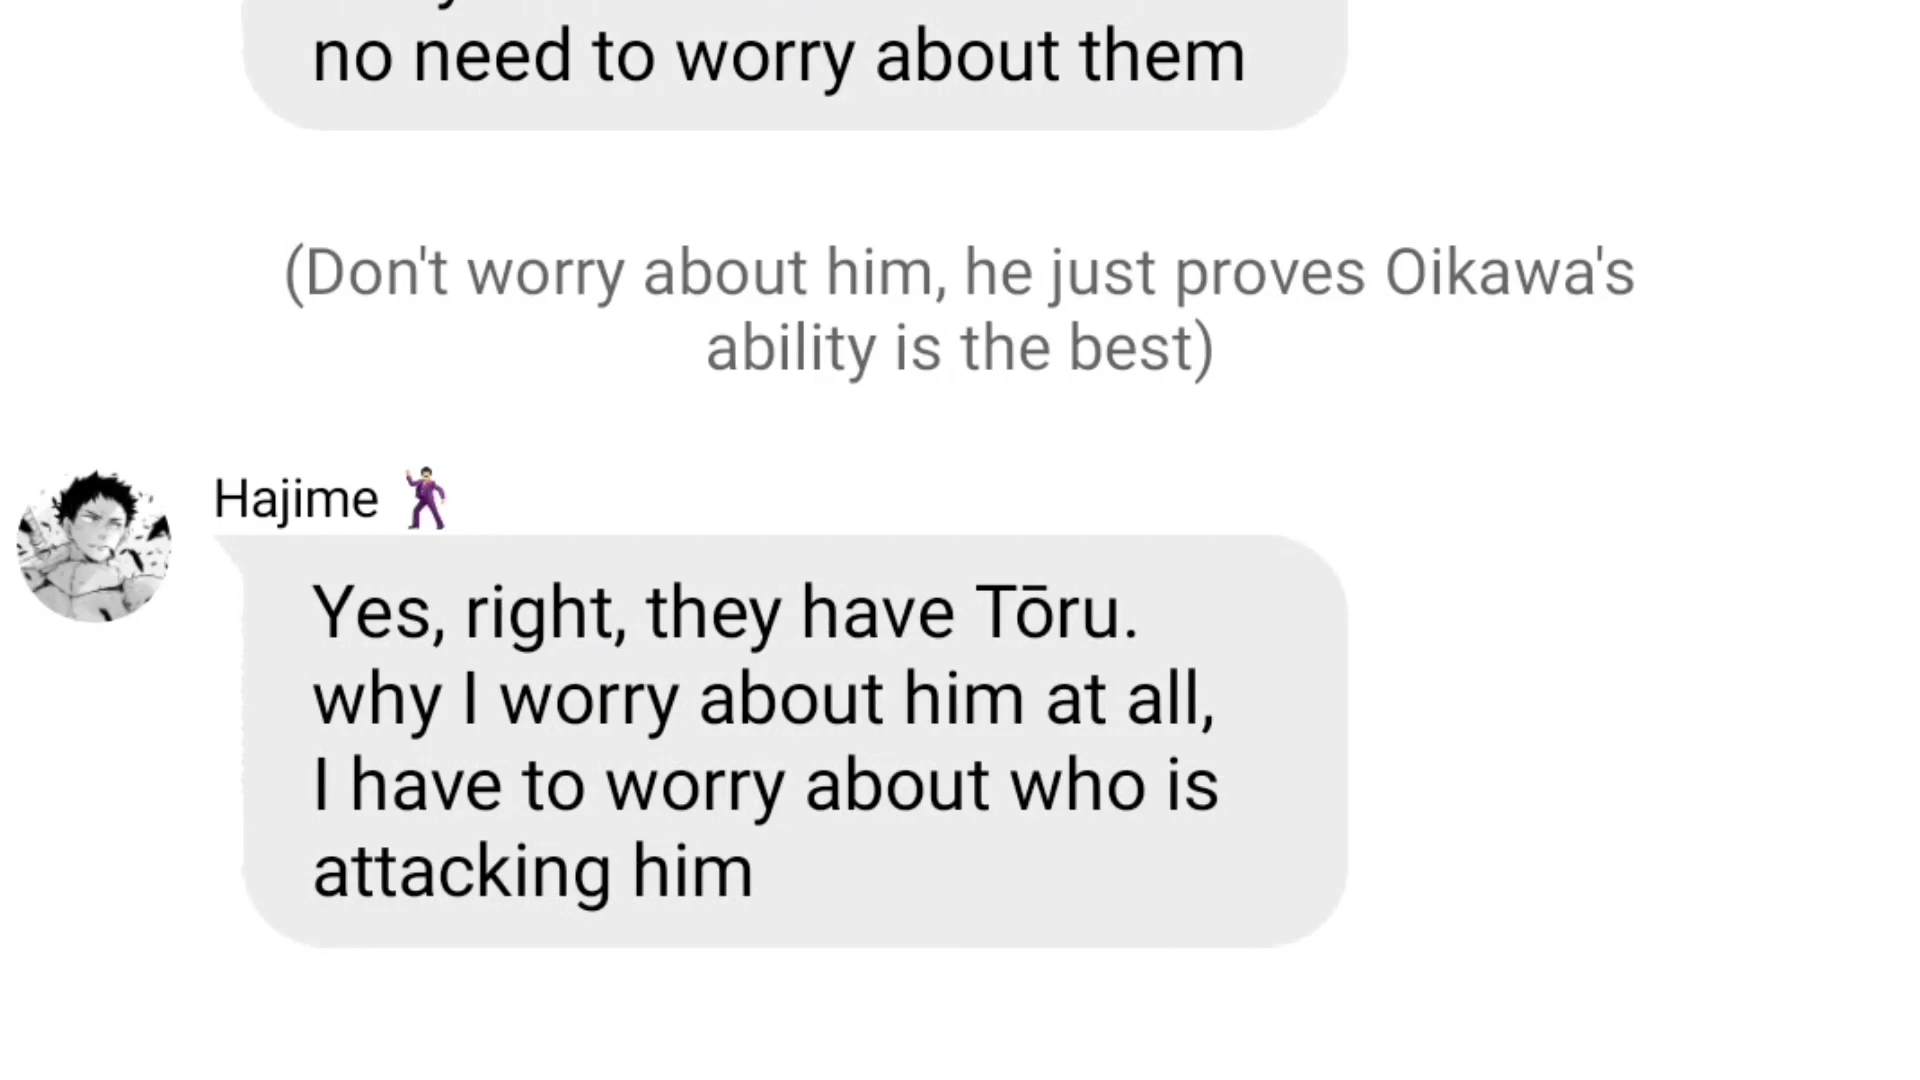 no need to worry about them
(Don't worry about him, he just proves Oikawa's
ability is the best)
Hajime 🕺🏻
Yes, right, they have Tōru.
why I worry about him at all,
I have to worry about who is
attacking him